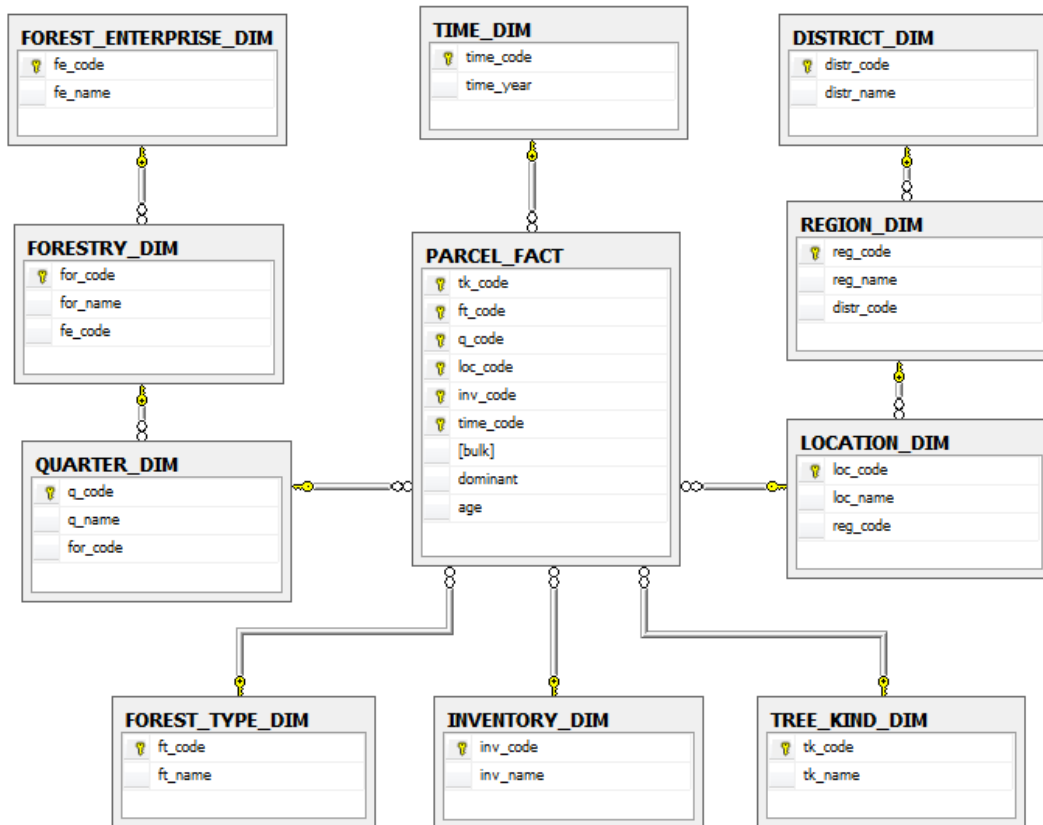 FOREST_ENTERPRISE_DIM
fe_code
fe_name
TIME_DIM
time_code
time_year
DISTRICT_DIM
distr_code
distr_name
FORESTRY_DIM
for_code
for_name
fe_code
PARCEL_FACT
tk_code
ft_code
q_code
loc_code
inv_code
time_code
[bulk]
dominant
age
REGION_DIM
reg_code
reg_name
distr_code
QUARTER_DIM
q_code
q_name
for_code
LOCATION_DIM
loc_code
loc_name
reg_code
FOREST_TYPE_DIM
ft_code
ft_name
INVENTORY_DIM
inv_code
inv_name
TREE_KIND_DIM
tk_code
tk_name